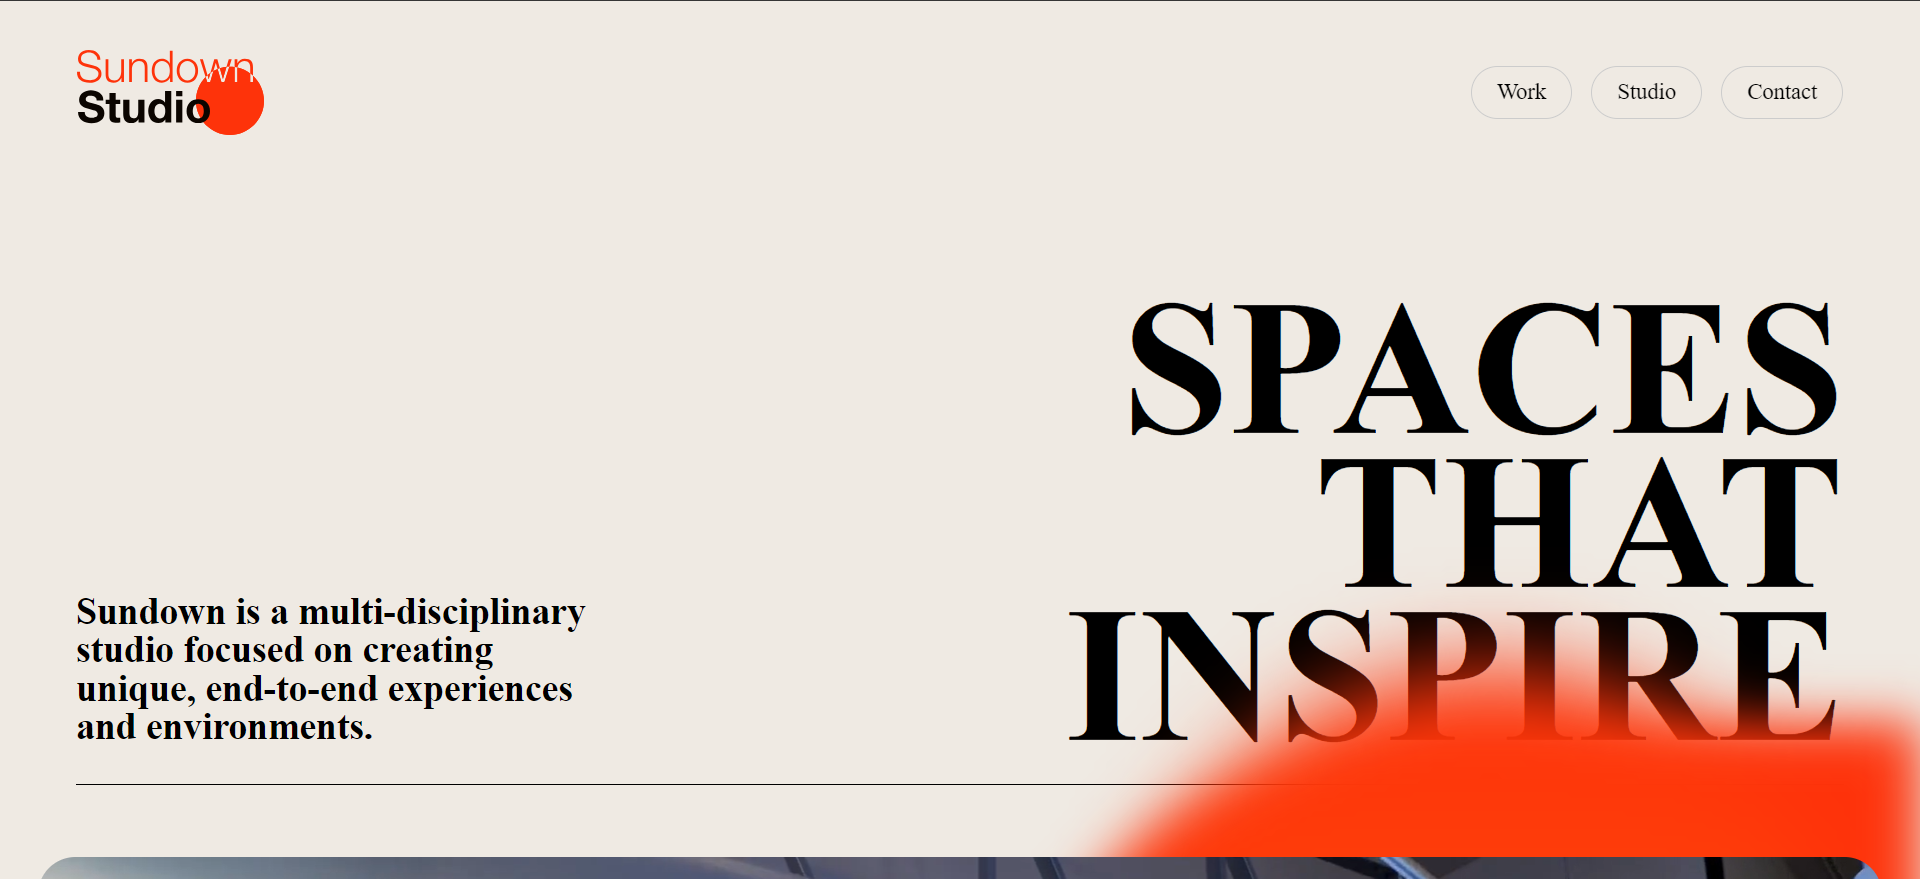 Sundown
Studio
Work
Studio
Contact
SPACES
THAT
INSPIRE
Sundown is a multi-disciplinary
studio focused on creating
unique, end-to-end experiences
and environments.